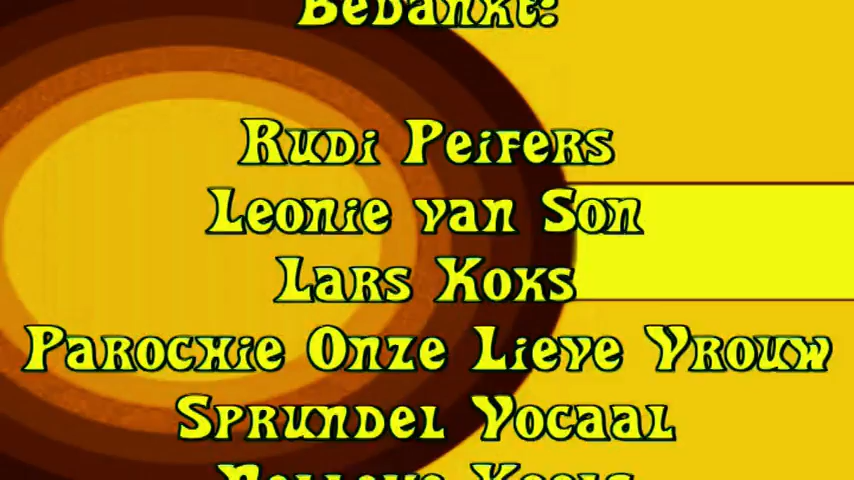 Bedankt:
Rudi Peifers
Leonie van Son
Lars Koks
Parochie Onze Lieve Vrouw
Sprundel Vocaal